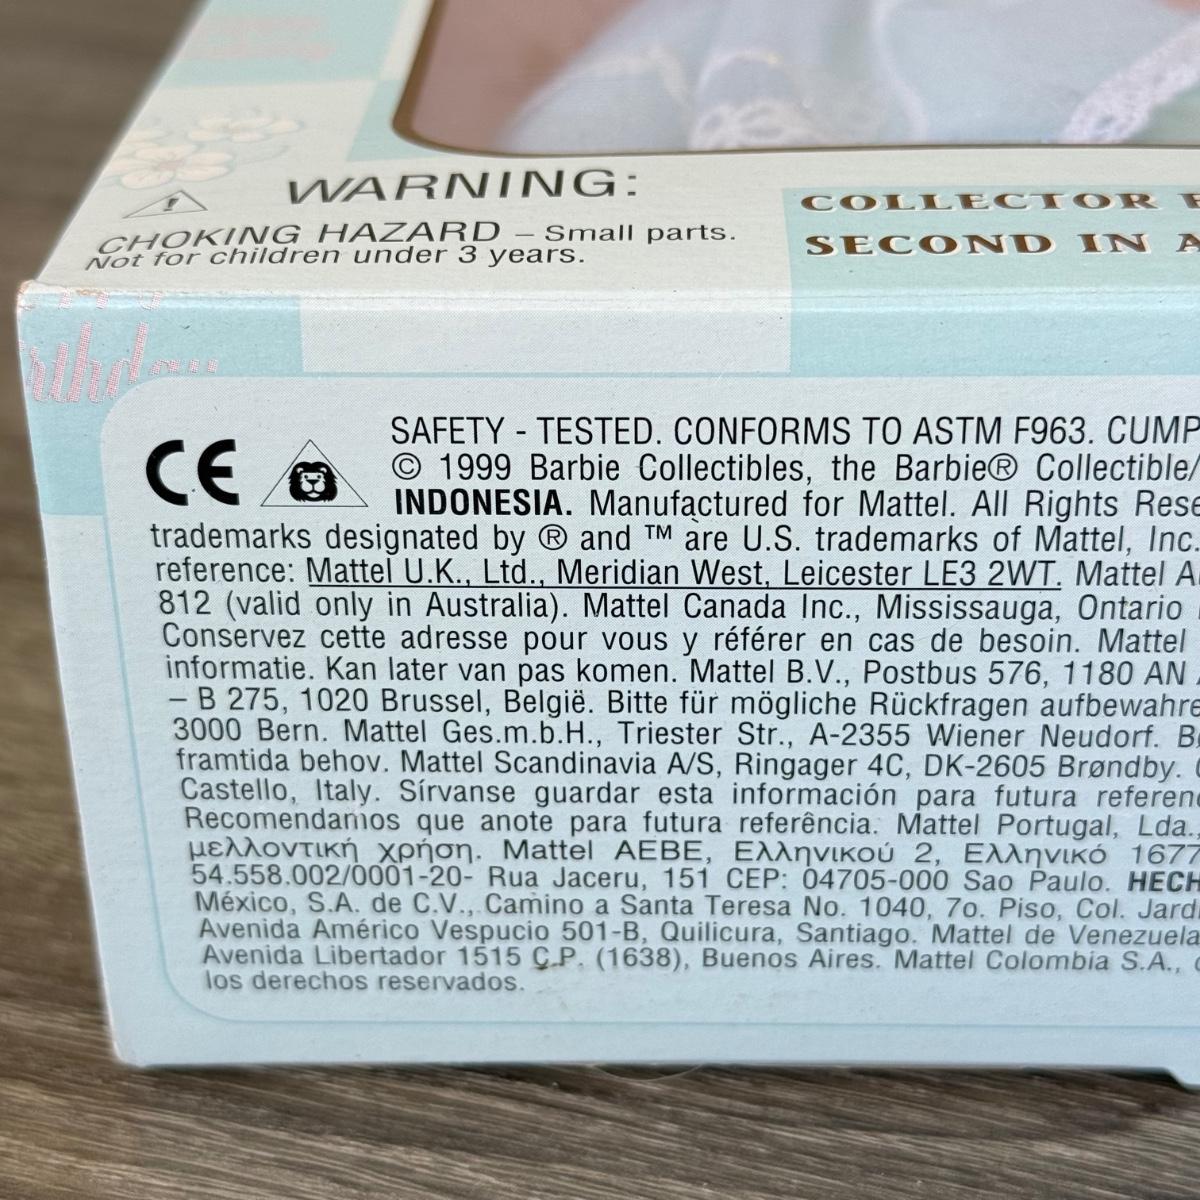 WARNING:
CHOKING HAZARD – Small parts.
Not for children under 3 years.
COLLECTOR
SECOND IN A
CE
SAFETY - TESTED. CONFORMS TO ASTM F963. CUMP
© 1999 Barbie Collectibles, the Barbie® Collectible/
INDONESIA. Manufactured for Mattel. All Rights Rese
trademarks designated by ® and ™ are U.S. trademarks of Mattel, Inc.
reference: Mattel U.K., Ltd., Meridian West, Leicester LE3 2WT. Mattel A
812 (valid only in Australia). Mattel Canada Inc., Mississauga, Ontario
Conservez cette adresse pour vous y référer en cas de besoin. Mattel
informatie. Kan later van pas komen. Mattel B.V., Postbus 576, 1180 AN
– B 275, 1020 Brussel, België. Bitte für mögliche Rückfragen aufbewahre
3000 Bern. Mattel Ges.m.b.H., Triester Str., A-2355 Wiener Neudorf. B
framtida behov. Mattel Scandinavia A/S, Ringager 4C, DK-2605 Brøndby.
Castello, Italy. Sírvanse guardar esta información para futura referen
Recomendamos que anote para futura referência. Mattel Portugal, Lda.,
μελλοντική χρήση. Mattel AEBE, Ελληνικού 2, Ελληνικό 1677
54.558.002/0001-20- Rua Jaceru, 151 CEP: 04705-000 Sao Paulo. HECH
México, S.A. de C.V., Camino a Santa Teresa No. 1040, 7o. Piso, Col. Jard
Avenida Américo Vespucio 501-B, Quilicura, Santiago. Mattel de Venezuela
Avenida Libertador 1515 C.P. (1638), Buenos Aires. Mattel Colombia S.A.,
los derechos reservados.